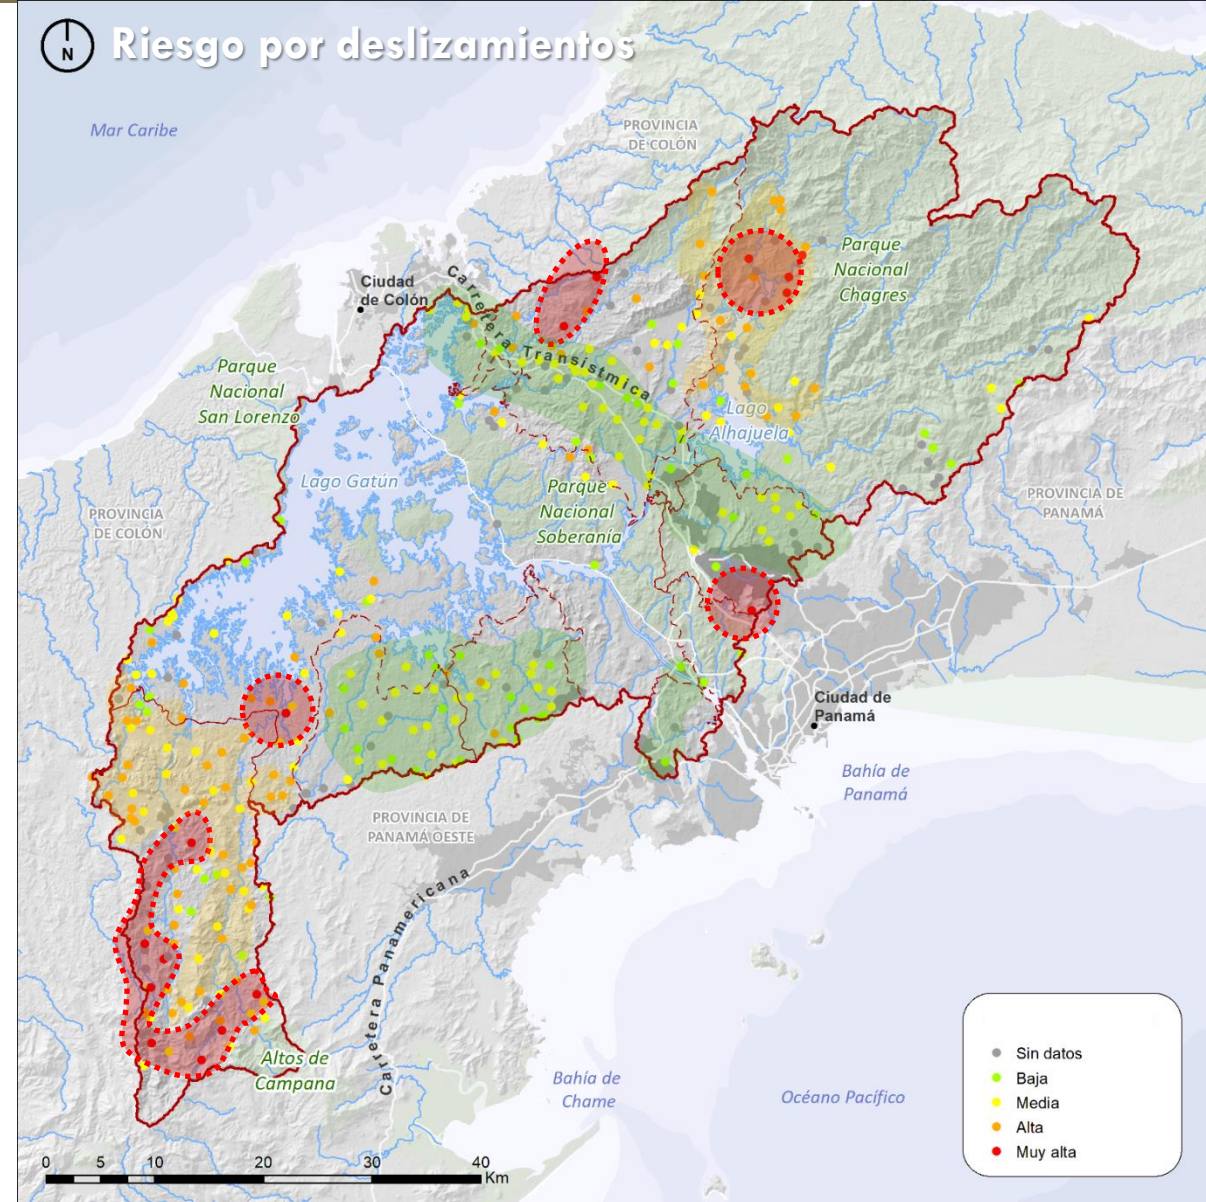 N
Riesgo por deslizamientos
Mar Caribe
PROVINCIA
DE COLÓN
Parque
Nacional
Chagres
Ciudad
de Colón
Carretera Transístmica
Parque
Nacional
San Lorenzo
Lago
Alhajuela
Lago Gatún
Parque
Nacional
Soberanía
PROVINCIA
DE COLÓN
PROVINCIA DE
PANAMÁ
Ciudad de
Panamá
Bahía de
Panamá
PROVINCIA DE
PANAMÁ OESTE
Carretera Panamericana
Altos de
Campana
Bahía de
Chame
Océano Pacífico
Sin datos
Baja
Media
Alta
Muy alta
0 5 10 20 30 40
Km